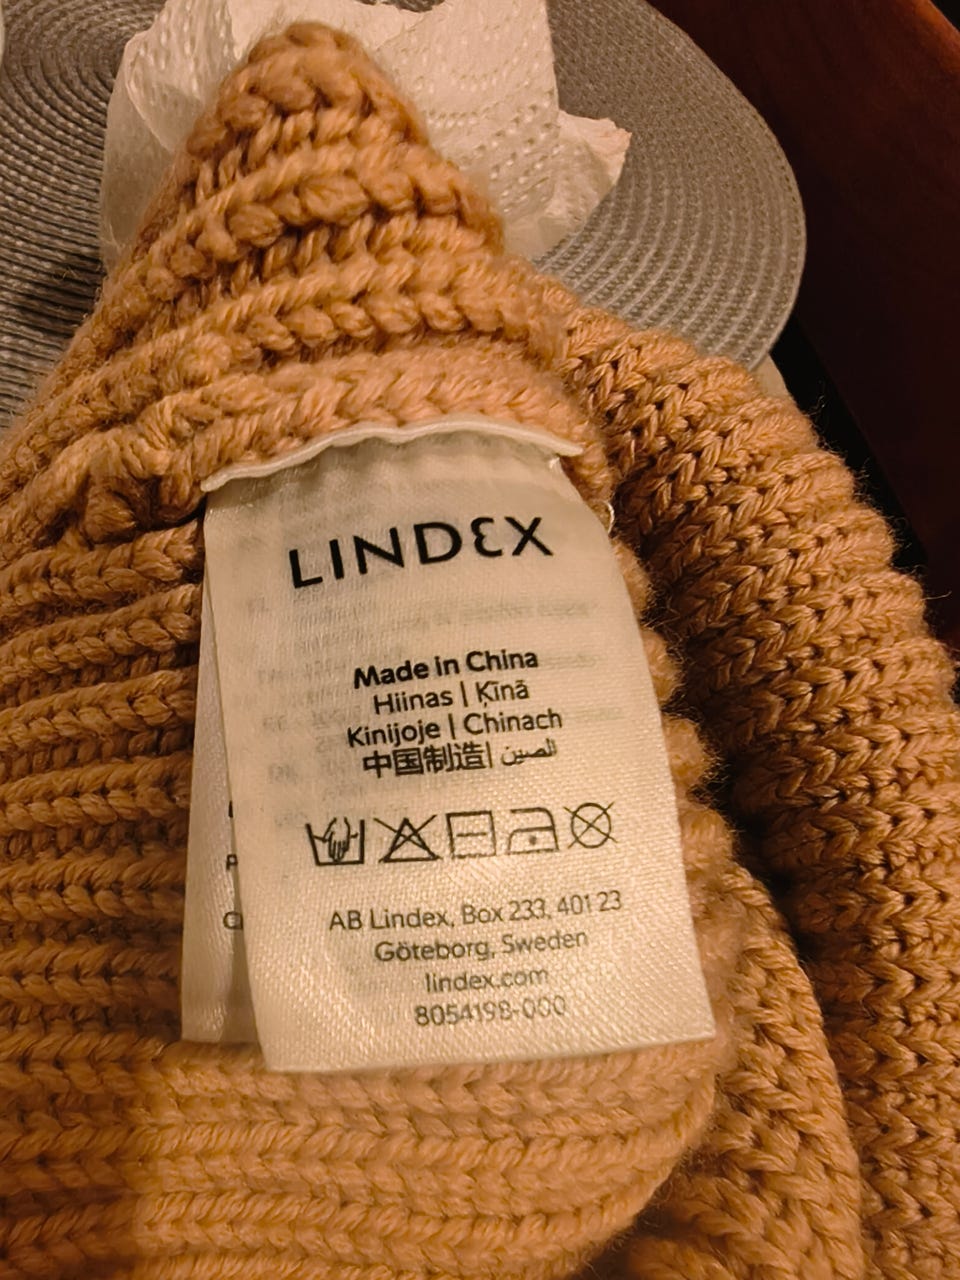 LINDEX
Made in China
Hiinas | Ķīnā
Kinijoje | Chinach
中国制造| الصين
AB Lindex, Box 233, 401 23
Göteborg, Sweden
lindex.com
8054198-000